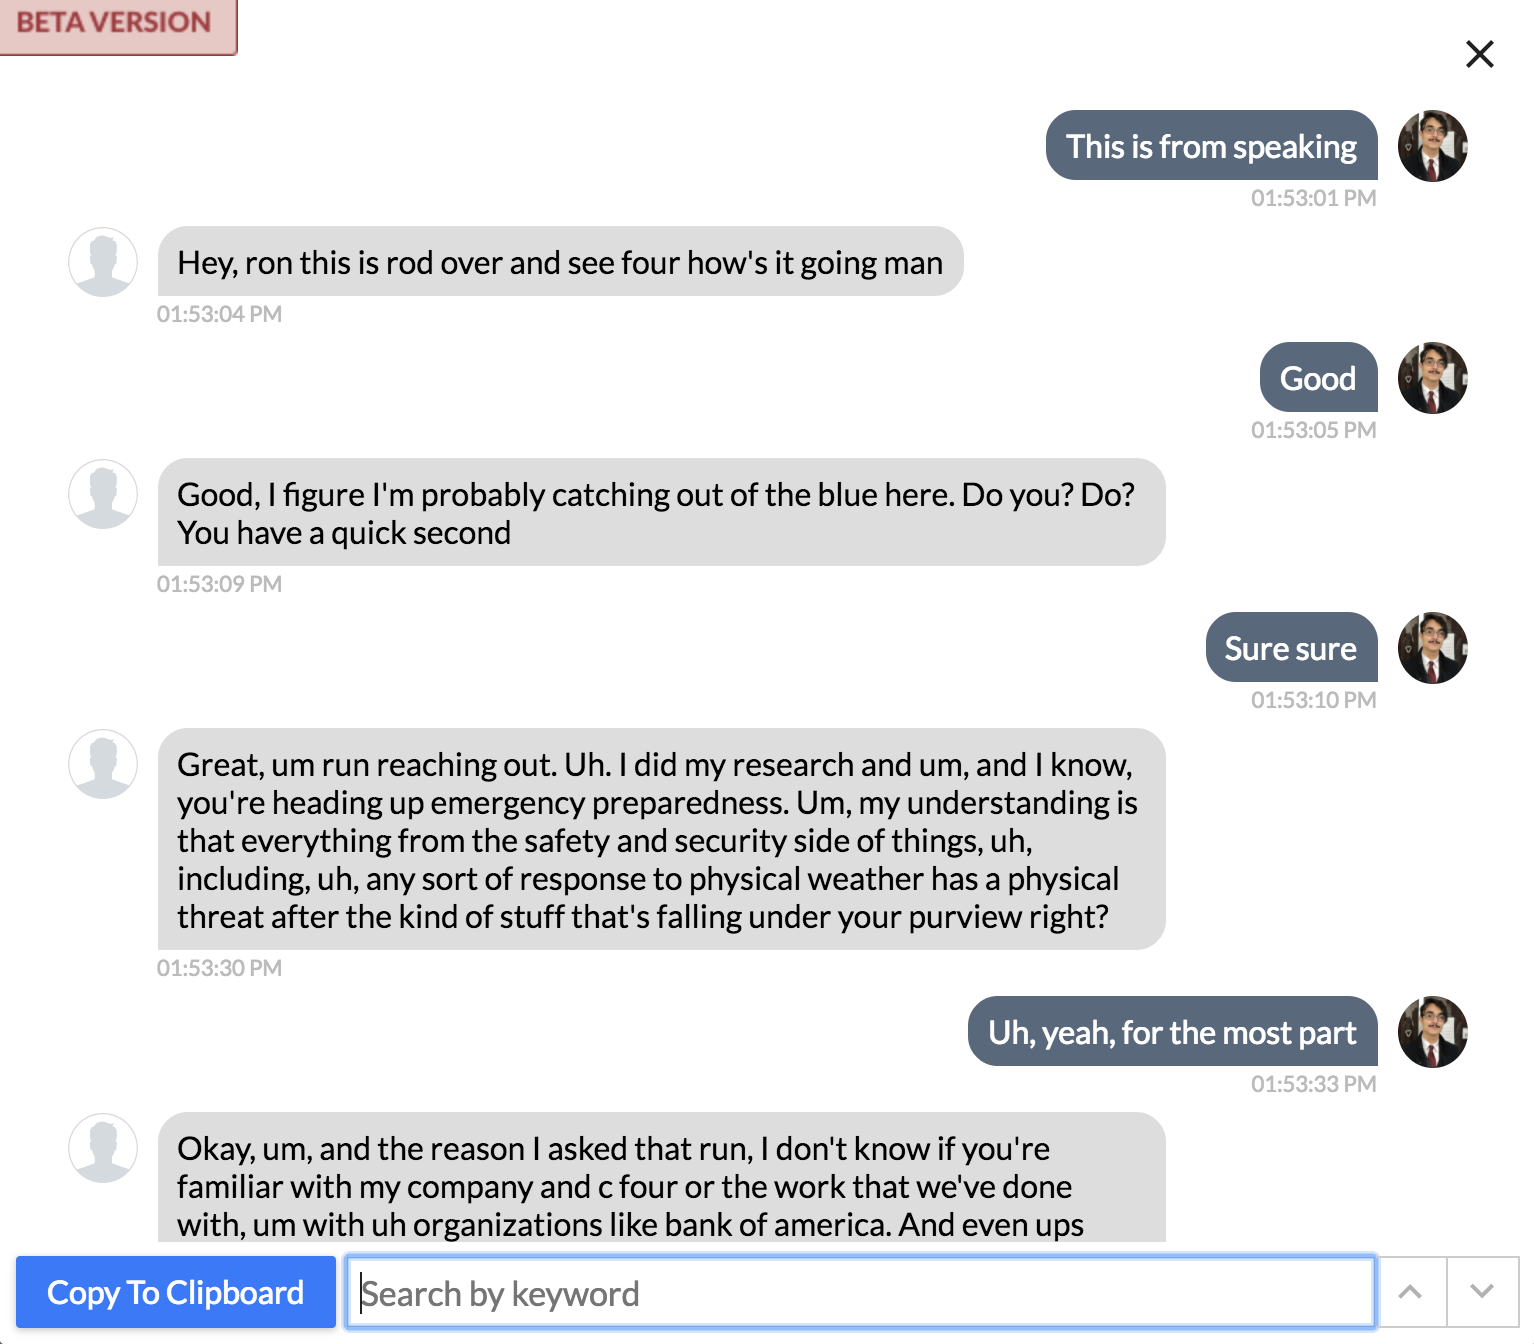 BETA VERSION
This is from speaking
01:53:01 PM
Hey, ron this is rod over and see four how's it going man
01:53:04 PM
Good
01:53:05 PM
Good, I figure I'm probably catching out of the blue here. Do you? Do?
You have a quick second
01:53:09 PM
Sure sure
01:53:10 PM
Great, um run reaching out. Uh. I did my research and um, and I know,
you're heading up emergency preparedness. Um, my understanding is
that everything from the safety and security side of things, uh,
including, uh, any sort of response to physical weather has a physical
threat after the kind of stuff that's falling under your purview right?
01:53:30 PM
Uh, yeah, for the most part
01:53:33 PM
Okay, um, and the reason I asked that run, I don't know if you're
familiar with my company and c four or the work that we've done
with, um with uh organizations like bank of america. And even ups
Copy To Clipboard
Search by keyword